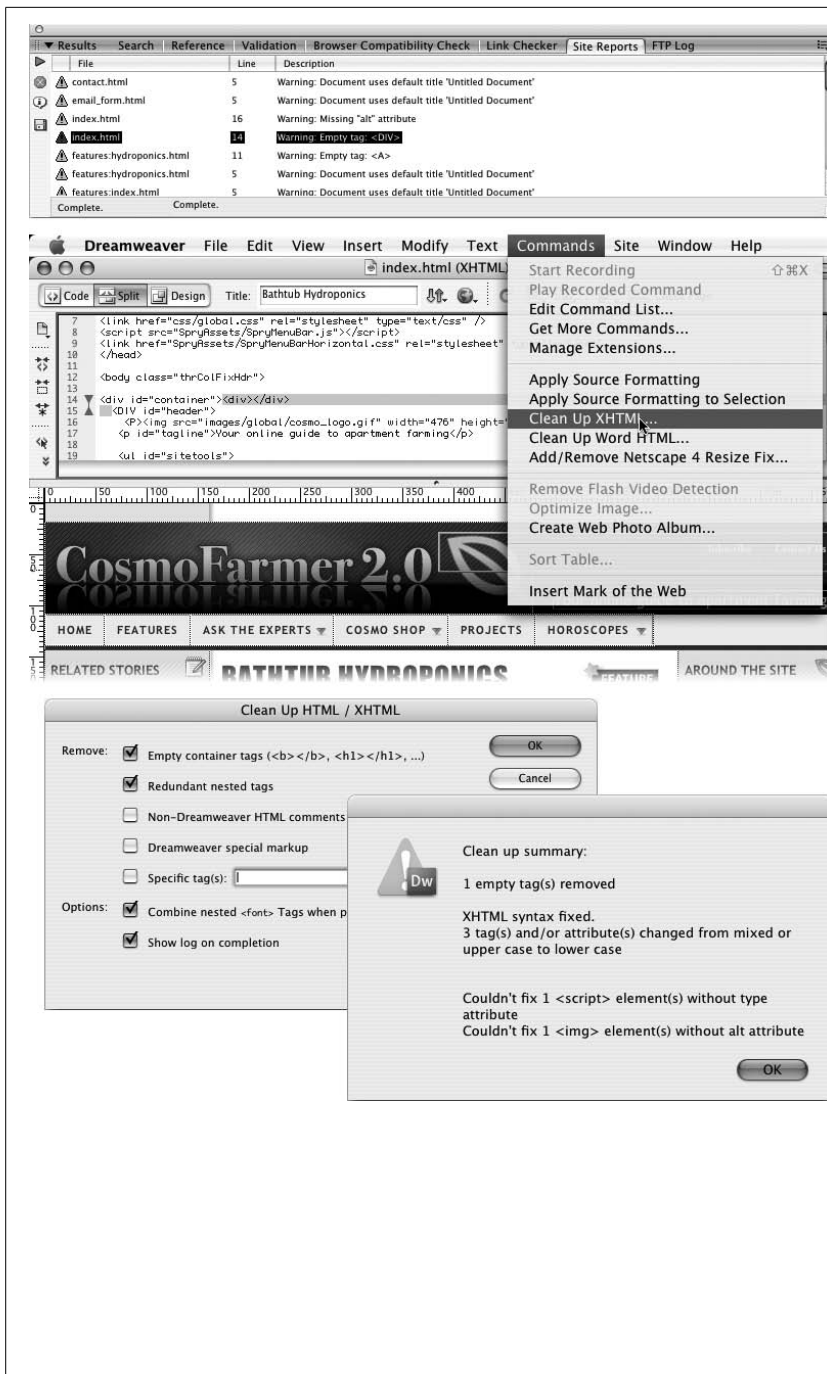 Results Search Reference Validation Browser Compatibility Check Link Checker Site Reports FTP Log
File Line Description
contact.html 5 Warning: Document uses default title 'Untitled Document'
email_form.html 5 Warning: Document uses default title 'Untitled Document'
index.html 16 Warning: Missing "alt" attribute
index.html 14 Warning: Empty tag: <DIV>
features:hydroponics.html 11 Warning: Empty tag: <A>
features:hydroponics.html 5 Warning: Document uses default title 'Untitled Document'
features:index.html 5 Warning: Document uses default title 'Untitled Document'
Complete. Complete.
Dreamweaver File Edit View Insert Modify Text Commands Site Window Help
index.html (XHTML)
Code Split Design Title: Bathtub Hydroponics
7 <link href="css/global.css" rel="stylesheet" type="text/css" />
8 <script src="SpryAssets/SpryMenuBar.js"></script>
9 <link href="SpryAssets/SpryMenuBarHorizontal.css" rel="stylesheet"
10 </head>
11
12 <body class="thrColFixHdr">
13
14 <div id="container"><div></div>
15 <DIV id="header">
16 <P><img src="images/global/cosmo_logo.gif" width="476" height="
17 <p id="tagline">Your online guide to apartment farming</p>
18
19 <ul id="sitetools">
Start Recording ⇧⌘X
Play Recorded Command
Edit Command List...
Get More Commands...
Manage Extensions...
Apply Source Formatting
Apply Source Formatting to Selection
Clean Up XHTML...
Clean Up Word HTML...
Add/Remove Netscape 4 Resize Fix...
Remove Flash Video Detection
Optimize Image...
Create Web Photo Album...
Sort Table...
Insert Mark of the Web
0 50 100 150 200 250 300 350 400
CosmoFarmer 2.0
HOME FEATURES ASK THE EXPERTS COSMO SHOP PROJECTS HOROSCOPES
RELATED STORIES BATHTUB HYDROPONICS FEATURE AROUND THE SITE
Clean Up HTML / XHTML
Remove: Empty container tags (<b></b>, <h1></h1>, ...) OK
Redundant nested tags Cancel
Non-Dreamweaver HTML comments
Dreamweaver special markup
Specific tag(s):
Options: Combine nested <font> Tags when p
Show log on completion
Dw
Clean up summary:
1 empty tag(s) removed
XHTML syntax fixed.
3 tag(s) and/or attribute(s) changed from mixed or
upper case to lower case
Couldn't fix 1 <script> element(s) without type
attribute
Couldn't fix 1 <img> element(s) without alt attribute
OK